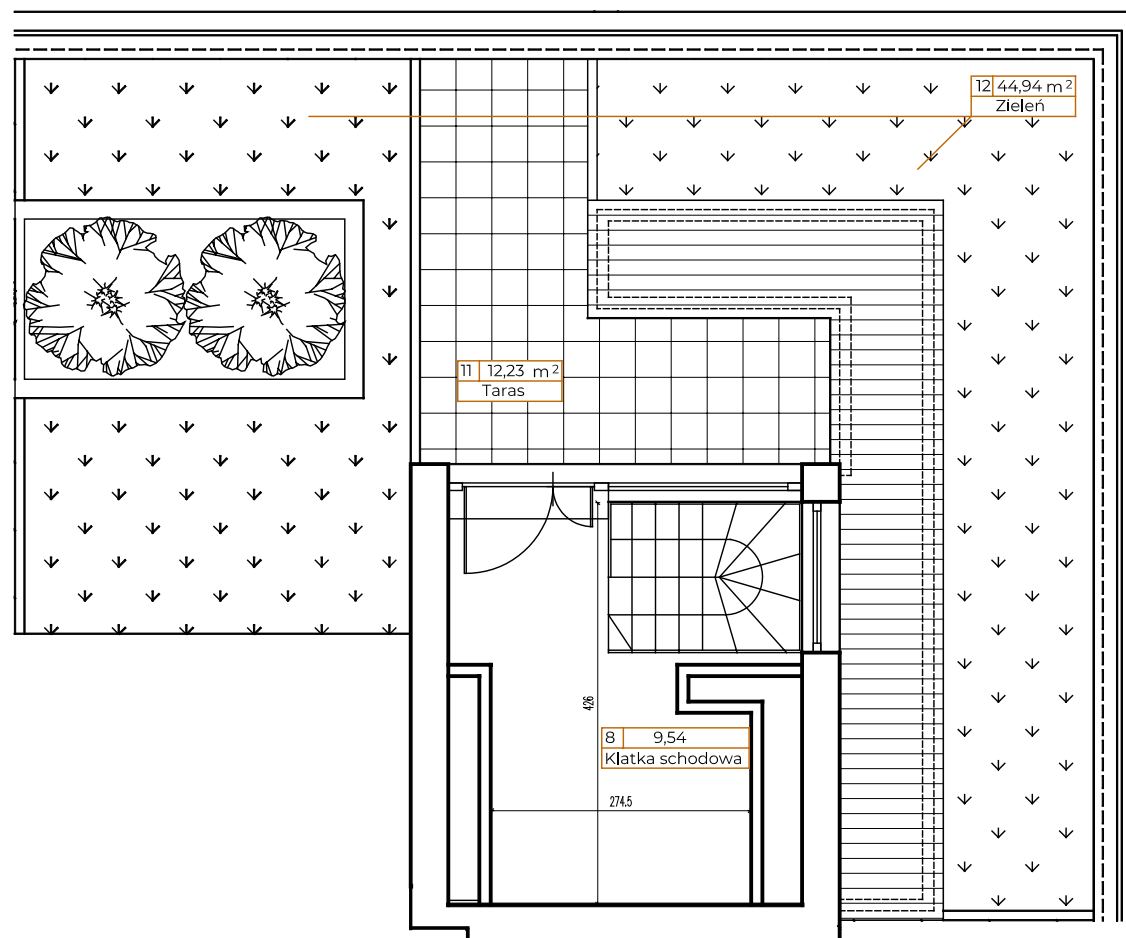 12 44,94 m²
Zieleń
11 12,23 m²
Taras
426
8 9,54
Klatka schodowa
274.5